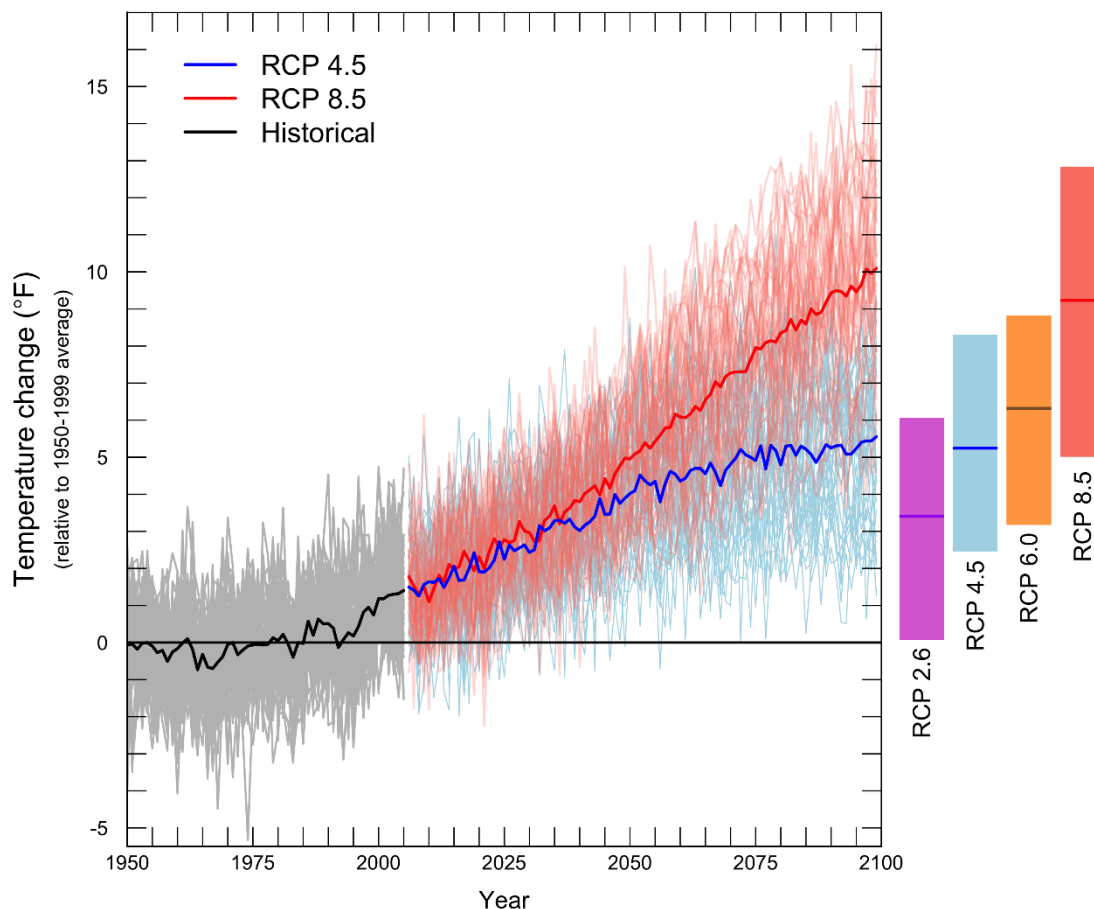 RCP 4.5
RCP 8.5
Historical
Temperature change (°F)
(relative to 1950-1999 average)
15
10
5
0
-5
1950
1975
2000
2025
2050
2075
2100
Year
RCP 2.6
RCP 4.5
RCP 6.0
RCP 8.5